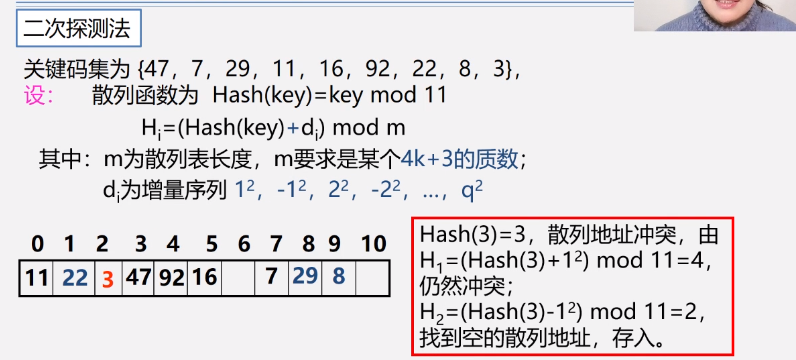 二次探测法
关键码集为 {47，7，29，11，16，92，22，8，3}，
设： 散列函数为 Hash(key)=key mod 11
Hᵢ=(Hash(key)+dᵢ) mod m
其中：m为散列表长度，m要求是某个4k+3的质数；
dᵢ为增量序列 1²，-1²，2²，-2²，…，q²
0 1 2 3 4 5 6 7 8 9 10
11 22 3 47 92 16 7 29 8
Hash(3)=3，散列地址冲突，由
H₁=(Hash(3)+1²) mod 11=4，
仍然冲突；
H₂=(Hash(3)-1²) mod 11=2，
找到空的散列地址，存入。